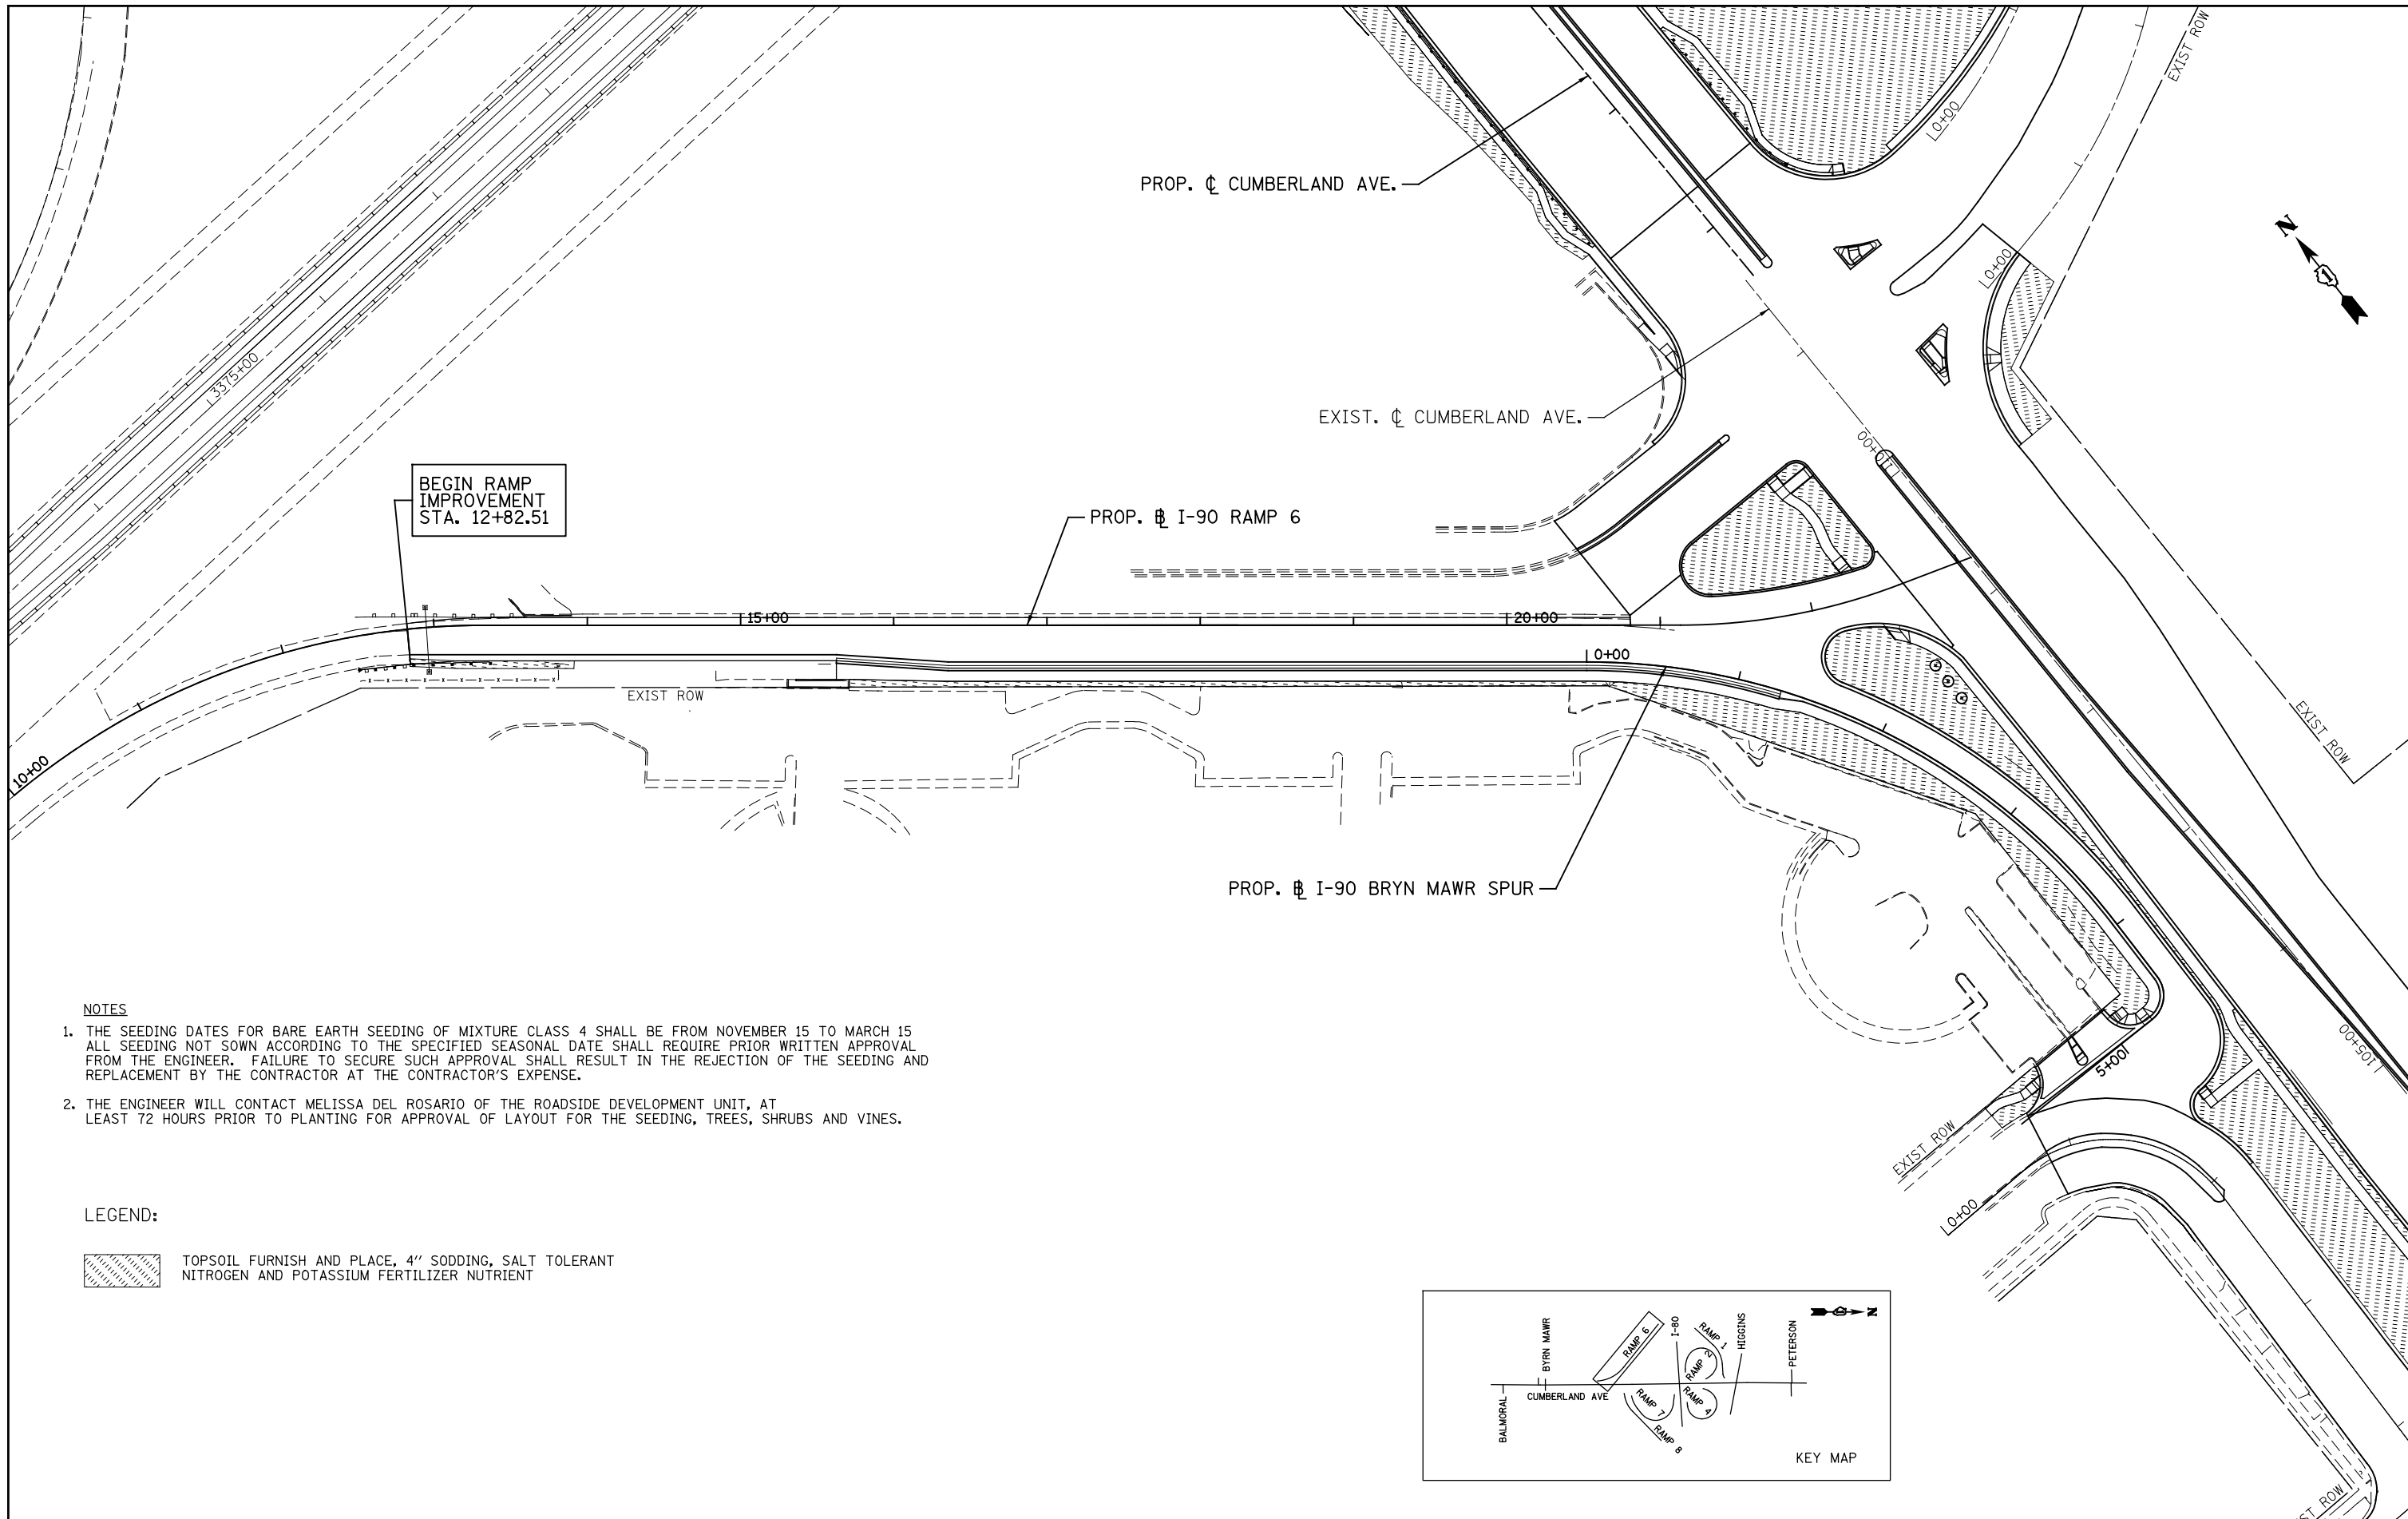 EXIST ROW
10+00
PROP. ℄ CUMBERLAND AVE.
N
10+00
3375+00
EXIST. ℄ CUMBERLAND AVE.
110+00
BEGIN RAMP
IMPROVEMENT
STA. 12+82.51
PROP. B̵L I-90 RAMP 6
15+00
20+00
0+00
EXIST ROW
EXIST ROW
10+00
PROP. B̵L I-90 BRYN MAWR SPUR
NOTES
1. THE SEEDING DATES FOR BARE EARTH SEEDING OF MIXTURE CLASS 4 SHALL BE FROM NOVEMBER 15 TO MARCH 15
ALL SEEDING NOT SOWN ACCORDING TO THE SPECIFIED SEASONAL DATE SHALL REQUIRE PRIOR WRITTEN APPROVAL
FROM THE ENGINEER. FAILURE TO SECURE SUCH APPROVAL SHALL RESULT IN THE REJECTION OF THE SEEDING AND
REPLACEMENT BY THE CONTRACTOR AT THE CONTRACTOR'S EXPENSE.
2. THE ENGINEER WILL CONTACT MELISSA DEL ROSARIO OF THE ROADSIDE DEVELOPMENT UNIT, AT
LEAST 72 HOURS PRIOR TO PLANTING FOR APPROVAL OF LAYOUT FOR THE SEEDING, TREES, SHRUBS AND VINES.
105+00
5+00
EXIST ROW
10+00
LEGEND:
TOPSOIL FURNISH AND PLACE, 4'' SODDING, SALT TOLERANT
NITROGEN AND POTASSIUM FERTILIZER NUTRIENT
N
BYRN MAWR
RAMP 6
I-80
RAMP 1
HIGGINS
RAMP 2
PETERSON
CUMBERLAND AVE
BALMORAL
RAMP 7
RAMP 4
RAMP 8
KEY MAP
ST ROW